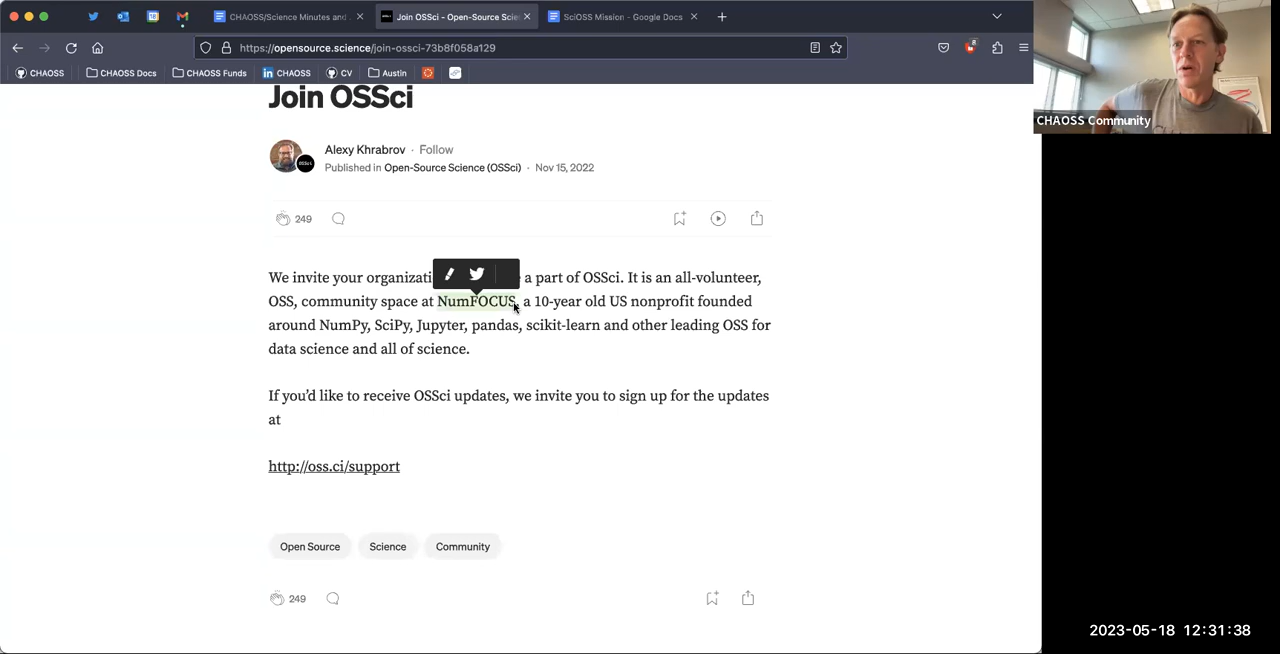 CHAOSS/Science Minutes and
Join OSSci - Open-Source Scie
SciOSS Mission - Google Docs
https://opensource.science/join-ossci-73b8f058a129
8
CHAOSS
CHAOSS Docs
CHAOSS Funds
CHAOSS
CV
Austin
CHAOSS Community
Join OSSci
Alexy Khrabrov · Follow
Published in Open-Source Science (OSSci) · Nov 15, 2022
249
We invite your organizati a part of OSSci. It is an all-volunteer,
OSS, community space at NumFOCUS, a 10-year old US nonprofit founded
around NumPy, SciPy, Jupyter, pandas, scikit-learn and other leading OSS for
data science and all of science.
If you’d like to receive OSSci updates, we invite you to sign up for the updates
at
http://oss.ci/support
Open Source
Science
Community
249
2023-05-18 12:31:38